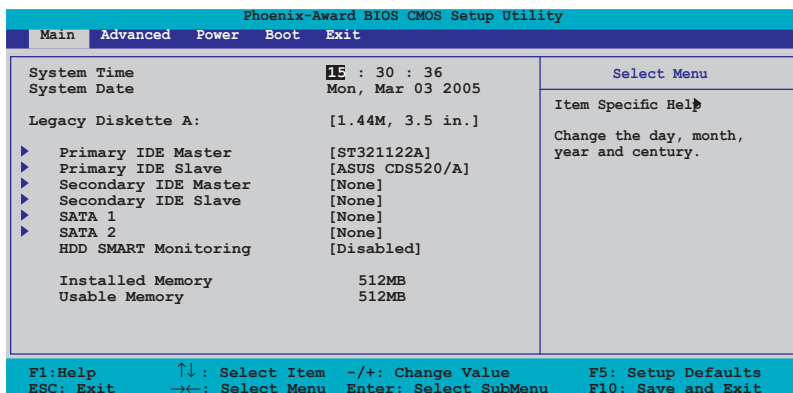 Phoenix-Award BIOS CMOS Setup Utility
Main Advanced Power Boot Exit
System Time 15 : 30 : 36
System Date Mon, Mar 03 2005
Legacy Diskette A: [1.44M, 3.5 in.]
Primary IDE Master [ST321122A]
Primary IDE Slave [ASUS CDS520/A]
Secondary IDE Master [None]
Secondary IDE Slave [None]
SATA 1 [None]
SATA 2 [None]
HDD SMART Monitoring [Disabled]
Installed Memory 512MB
Usable Memory 512MB
Select Menu
Item Specific Help
Change the day, month,
year and century.
F1:Help ↑↓ : Select Item -/+: Change Value F5: Setup Defaults
ESC: Exit →←: Select Menu Enter: Select SubMenu F10: Save and Exit